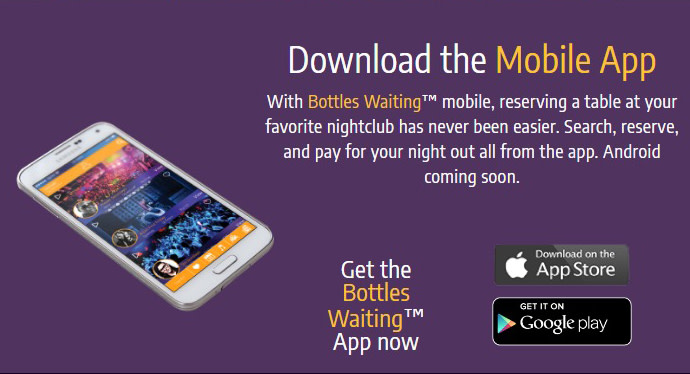 Download the Mobile App
With Bottles Waiting™ mobile, reserving a table at your
favorite nightclub has never been easier. Search, reserve,
and pay for your night out all from the app. Android
coming soon.
Get the
Bottles
Waiting™
App now
Download on the
App Store
GET IT ON
Google play